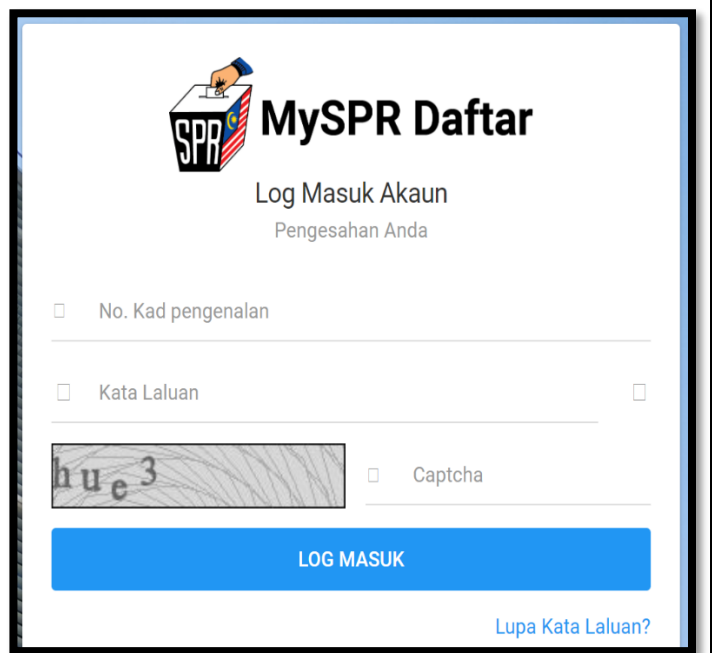 SPR
MySPR Daftar
Log Masuk Akaun
Pengesahan Anda
No. Kad pengenalan
Kata Laluan
hue3
Captcha
LOG MASUK
Lupa Kata Laluan?